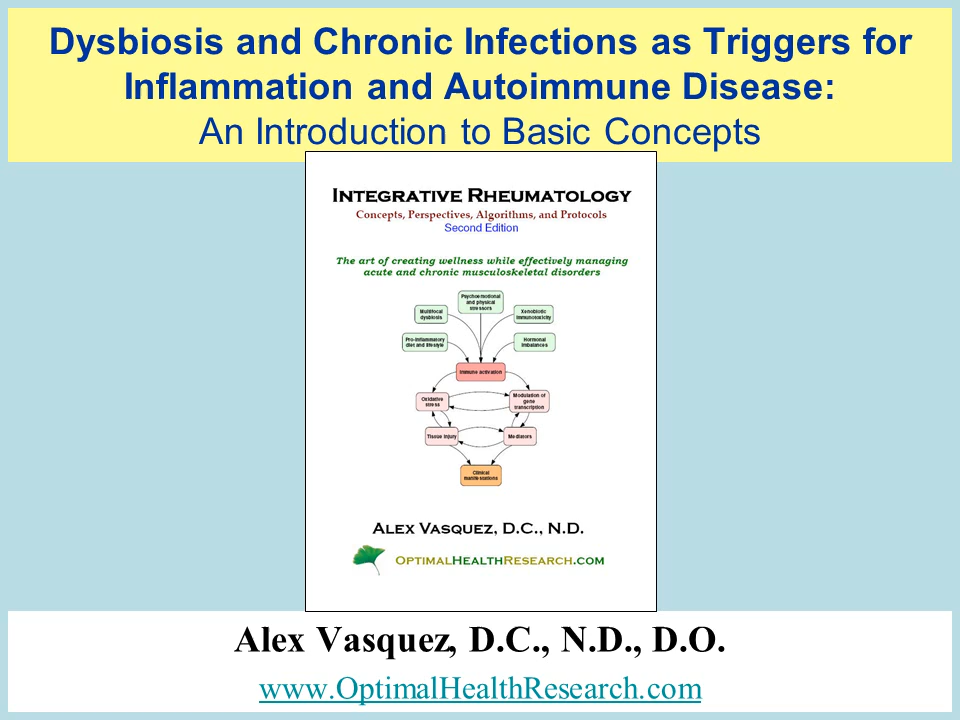 Dysbiosis and Chronic Infections as Triggers for
Inflammation and Autoimmune Disease:
An Introduction to Basic Concepts
INTEGRATIVE RHEUMATOLOGY
Concepts, Perspectives, Algorithms, and Protocols
Second Edition
The art of creating wellness while effectively managing
acute and chronic musculoskeletal disorders
Psychoemotional
and physical
stressors
Multifocal
dysbiosis
Xenobiotic
immunotoxicity
Pro-inflammatory
diet and lifestyle
Hormonal
imbalances
Immune activation
Oxidative
stress
Modulation of
gene
transcription
Tissue injury
Mediators
Clinical
manifestations
ALEX VASQUEZ, D.C., N.D.
OPTIMALHEALTHRESEARCH.COM
Alex Vasquez, D.C., N.D., D.O.
www.OptimalHealthResearch.com